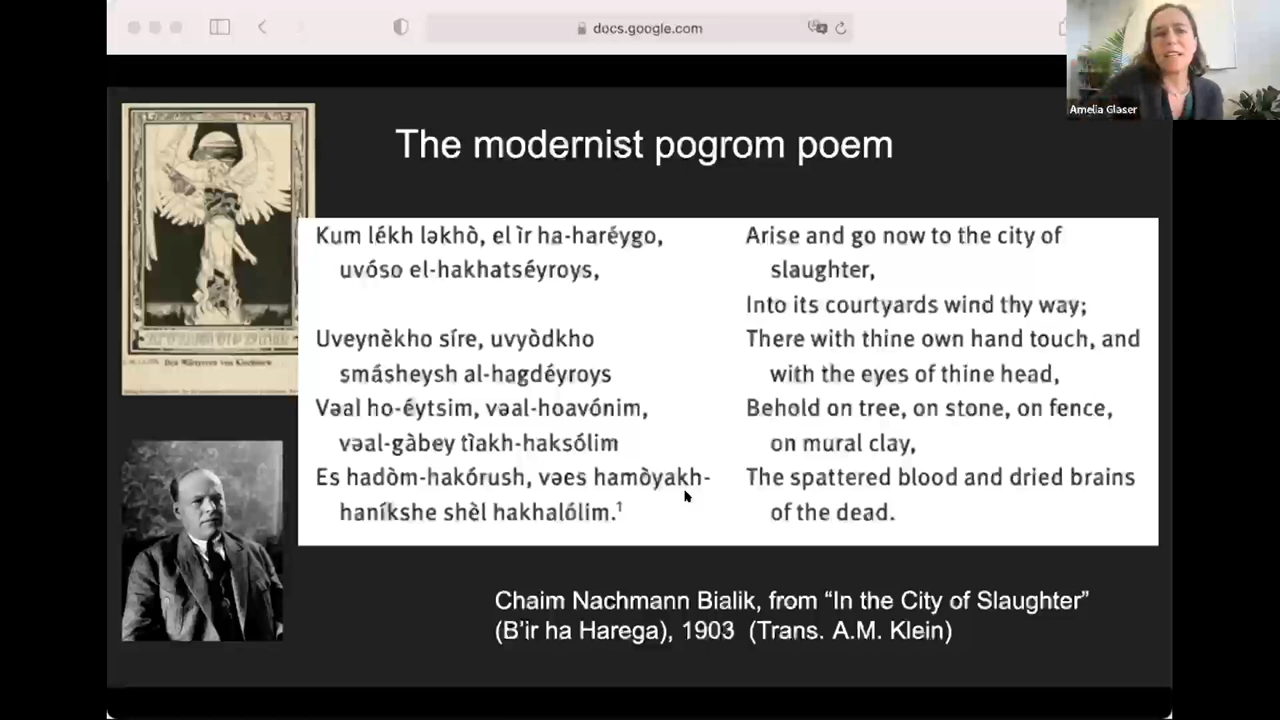 docs.google.com
Amelia Glaser
The modernist pogrom poem
Kum lékh ləkhò, el ìr ha-haréygo,
uvóso el-hakhatséyroys,
Uveynèkho síre, uvyòdkho
smásheysh al-hagdéyroys
Vəal ho-éytsim, vəal-hoavónim,
vəal-gàbey tìakh-haksólim
Es hadòm-hakórush, vəes hamòyakh-
haníkshe shèl hakhalólim.¹
Arise and go now to the city of
slaughter,
Into its courtyards wind thy way;
There with thine own hand touch, and
with the eyes of thine head,
Behold on tree, on stone, on fence,
on mural clay,
The spattered blood and dried brains
of the dead.
Chaim Nachmann Bialik, from “In the City of Slaughter”
(B’ir ha Harega), 1903 (Trans. A.M. Klein)